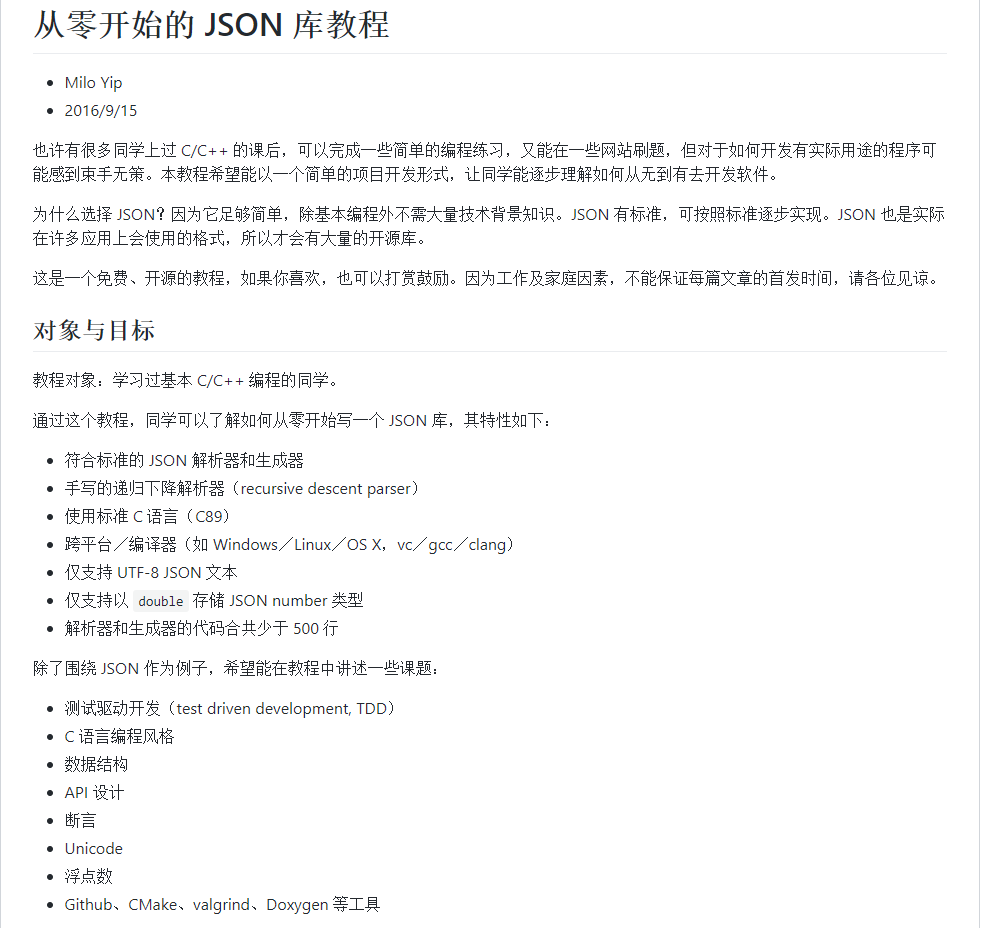 从零开始的 JSON 库教程
Milo Yip
2016/9/15
也许有很多同学上过 C/C++ 的课后，可以完成一些简单的编程练习，又能在一些网站刷题，但对于如何开发有实际用途的程序可
能感到束手无策。本教程希望能以一个简单的项目开发形式，让同学能逐步理解如何从无到有去开发软件。
为什么选择 JSON？因为它足够简单，除基本编程外不需大量技术背景知识。JSON 有标准，可按照标准逐步实现。JSON 也是实际
在许多应用上会使用的格式，所以才会有大量的开源库。
这是一个免费、开源的教程，如果你喜欢，也可以打赏鼓励。因为工作及家庭因素，不能保证每篇文章的首发时间，请各位见谅。
对象与目标
教程对象：学习过基本 C/C++ 编程的同学。
通过这个教程，同学可以了解如何从零开始写一个 JSON 库，其特性如下：
符合标准的 JSON 解析器和生成器
手写的递归下降解析器（recursive descent parser）
使用标准 C 语言（C89）
跨平台／编译器（如 Windows／Linux／OS X，vc／gcc／clang）
仅支持 UTF-8 JSON 文本
仅支持以 double 存储 JSON number 类型
解析器和生成器的代码合共少于 500 行
除了围绕 JSON 作为例子，希望能在教程中讲述一些课题：
测试驱动开发（test driven development, TDD）
C 语言编程风格
数据结构
API 设计
断言
Unicode
浮点数
Github、CMake、valgrind、Doxygen 等工具